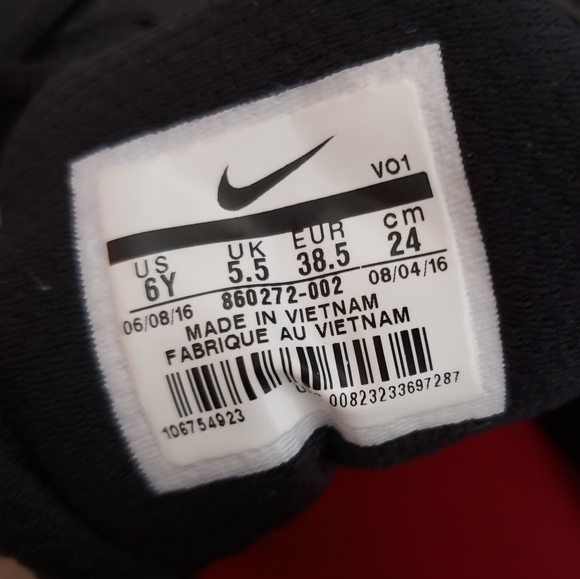 VO1
US UK EUR cm
6Y 5.5 38.5 24
860272-002
06/08/16 08/04/16
MADE IN VIETNAM
FABRIQUE AU VIETNAM
00823233697287
106754923